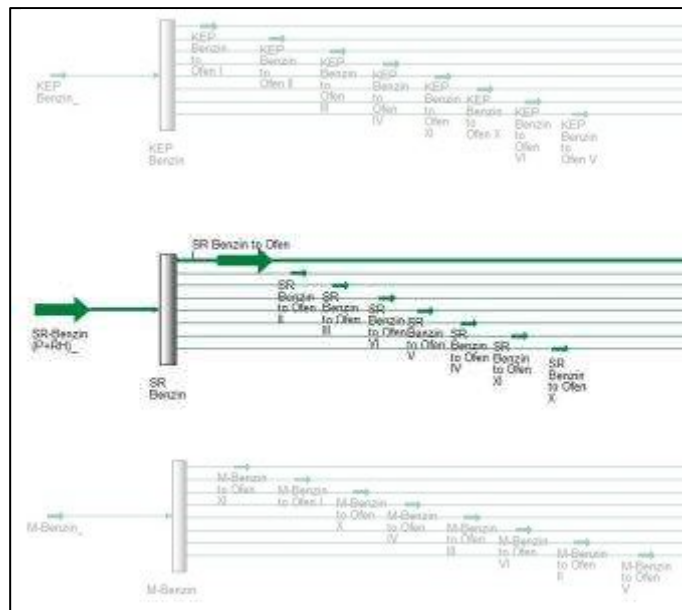 KEP
Benzin
to
Ofen I
KEP
Benzin
to
Ofen II
KEP
Benzin
to
Ofen
III
KEP
Benzin
to
Ofen
IV
KEP
Benzin
to
Ofen
XI
KEP
Benzin
to
Ofen X
KEP
Benzin
to
Ofen
VI
KEP
Benzin
to
Ofen V
KEP
Benzin_
KEP
Benzin
SR Benzin to Ofen
SR
Benzin
to Ofen
II
SR
Benzin
to Ofen
III
SR
Benzin
to Ofen
VI
SR
Benzin
to Ofen
V
SR
Benzin
to Ofen
IV
SR
Benzin
to Ofen
XI
SR
Benzin
to Ofen
X
SR-Benzin
(P+RH)_
SR
Benzin
M-Benzin
to Ofen
XI
M-Benzin
to Ofen I
M-Benzin
to Ofen
X
M-Benzin
to Ofen
IV
M-Benzin
to Ofen
III
M-Benzin
to Ofen
VI
M-Benzin
to Ofen
II
M-Benzin
to Ofen
V
M-Benzin_
M-Benzin